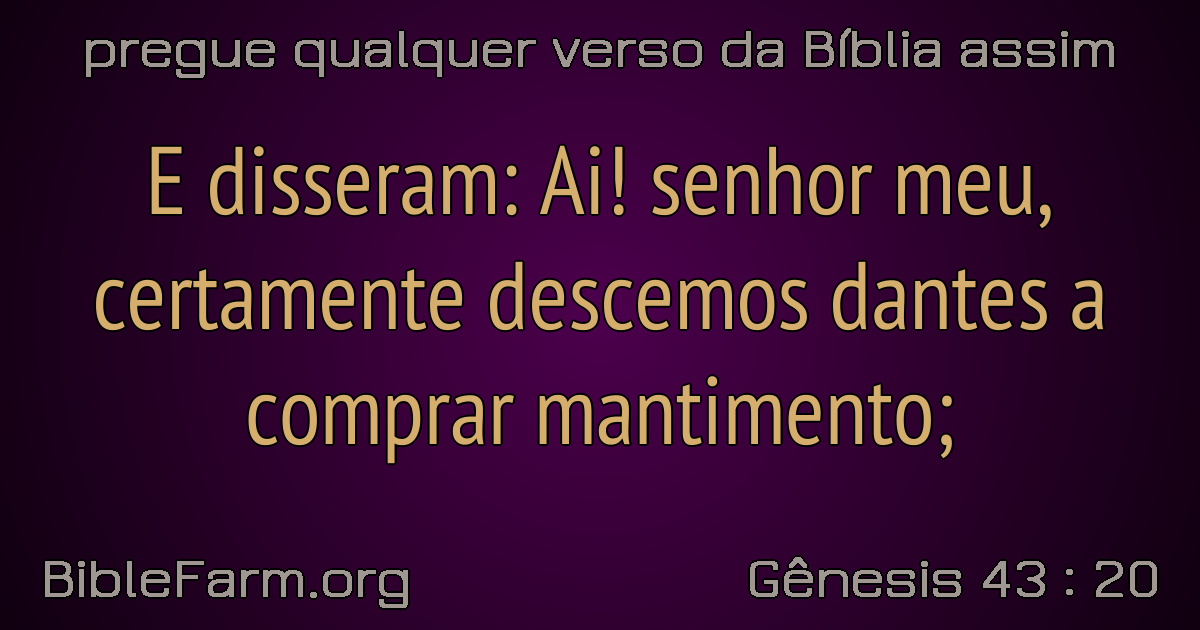 pregue qualquer verso da Bíblia assim
E disseram: Ai! senhor meu,
certamente descemos dantes a
comprar mantimento;
BibleFarm.org
Gênesis 43 : 20